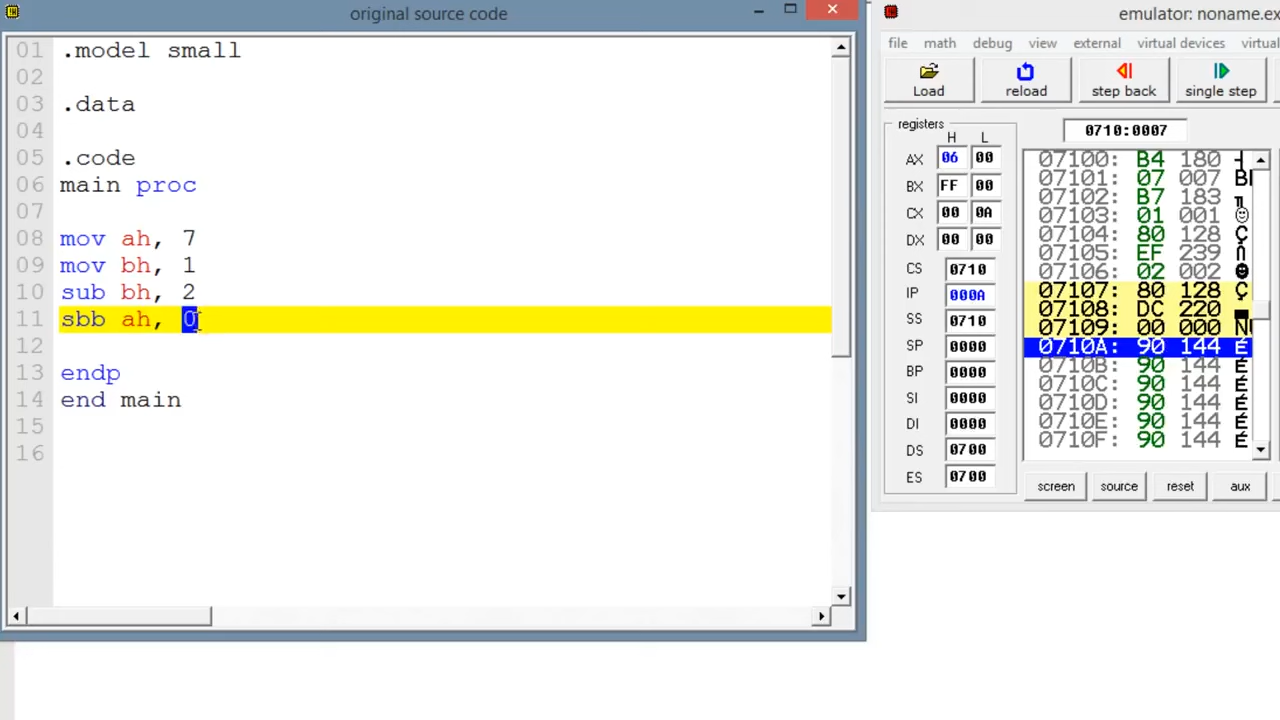 original source code
01 .model small
02
03 .data
04
05 .code
06 main proc
07
08 mov ah, 7
09 mov bh, 1
10 sub bh, 2
11 sbb ah, 0
12
13 endp
14 end main
15
16
emulator: noname.ex
file math debug view external virtual devices virtual
Load reload step back single step
registers
H L
0710:0007
AX 06 00
BX FF 00
CX 00 0A
DX 00 00
CS 0710
IP 000A
SS 0710
SP 0000
BP 0000
SI 0000
DI 0000
DS 0700
ES 0700
07100: B4 180 ┤
07101: 07 007 BE
07102: B7 183 ╖
07103: 01 001 ☺
07104: 80 128 Ç
07105: EF 239 ∩
07106: 02 002 ☻
07107: 80 128 Ç
07108: DC 220 ▄
07109: 00 000 NU
0710A: 90 144 É
0710B: 90 144 É
0710C: 90 144 É
0710D: 90 144 É
0710E: 90 144 É
0710F: 90 144 É
screen source reset aux